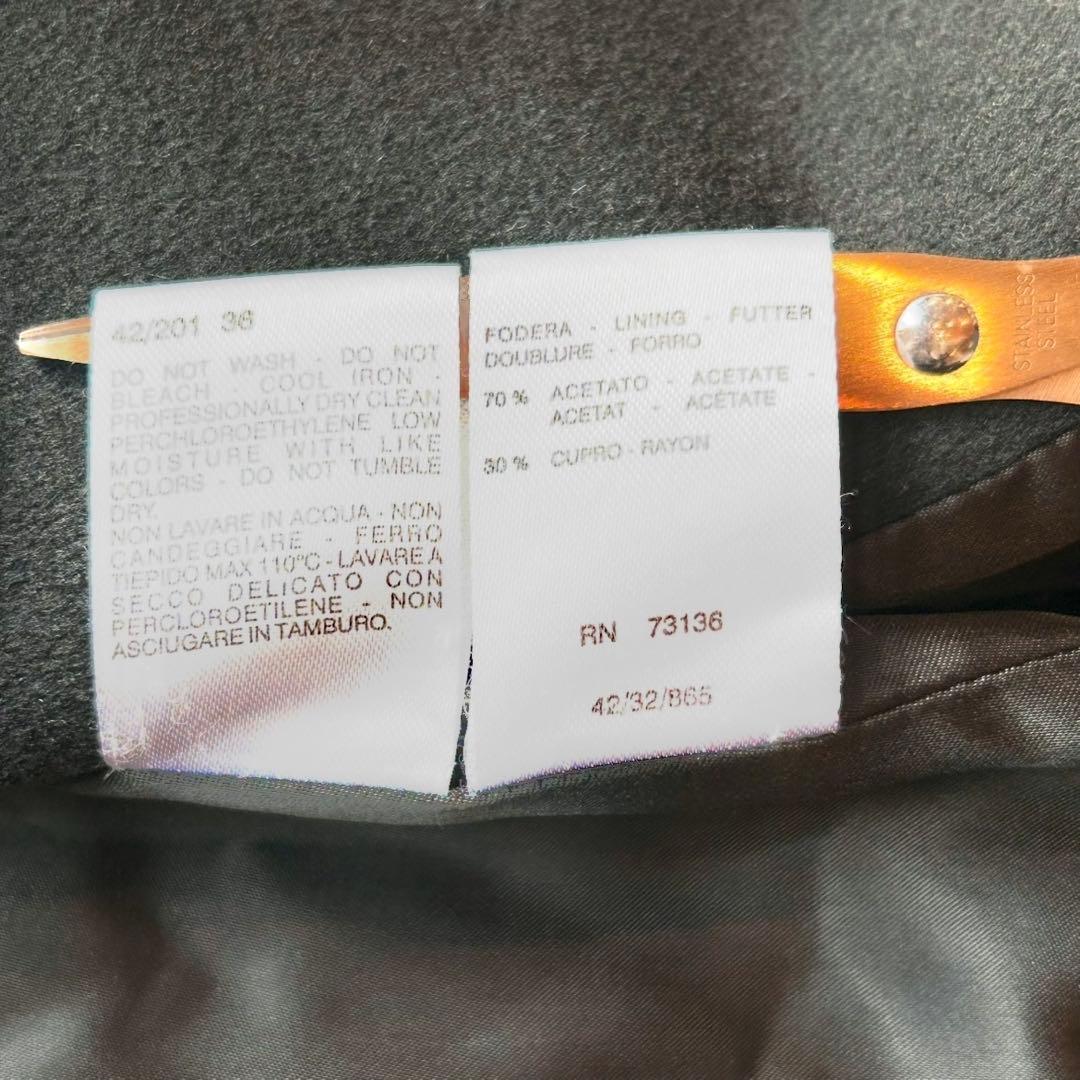 42/201 36
DO NOT WASH - DO NOT
BLEACH - COOL IRON -
PROFESSIONALLY DRY CLEAN
PERCHLOROETHYLENE LOW
MOISTURE WITH LIKE
COLORS - DO NOT TUMBLE
DRY.
NON LAVARE IN ACQUA - NON
CANDEGGIARE - FERRO
TIEPIDO MAX 110°C - LAVARE A
SECCO DELICATO CON
PERCLOROETILENE - NON
ASCIUGARE IN TAMBURO.
FODERA - LINING - FUTTER
DOUBLURE - FORRO
70 % ACETATO - ACETATE -
ACETAT - ACÉTATE
30 % CUPRO - RAYON
RN 73136
42/32/B65
STAINLESS
STEEL